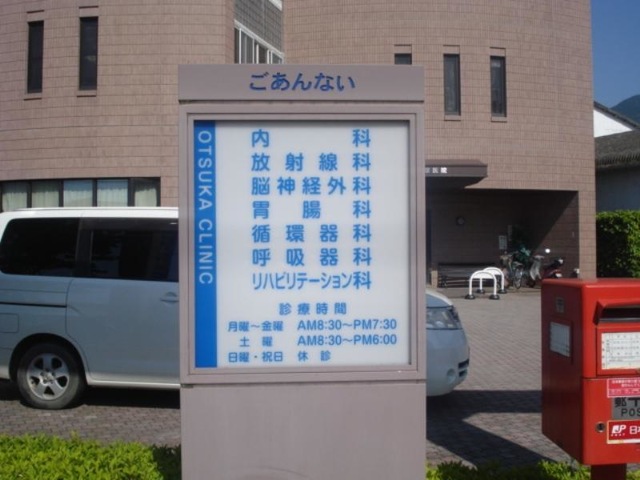 ごあんない
OTSUKA CLINIC
内科
放射線科
脳神経外科
胃腸科
循環器科
呼吸器科
リハビリテーション科
診療時間
月曜～金曜 AM8:30～PM7:30
土曜 AM8:30～PM6:00
日曜・祝日 休診